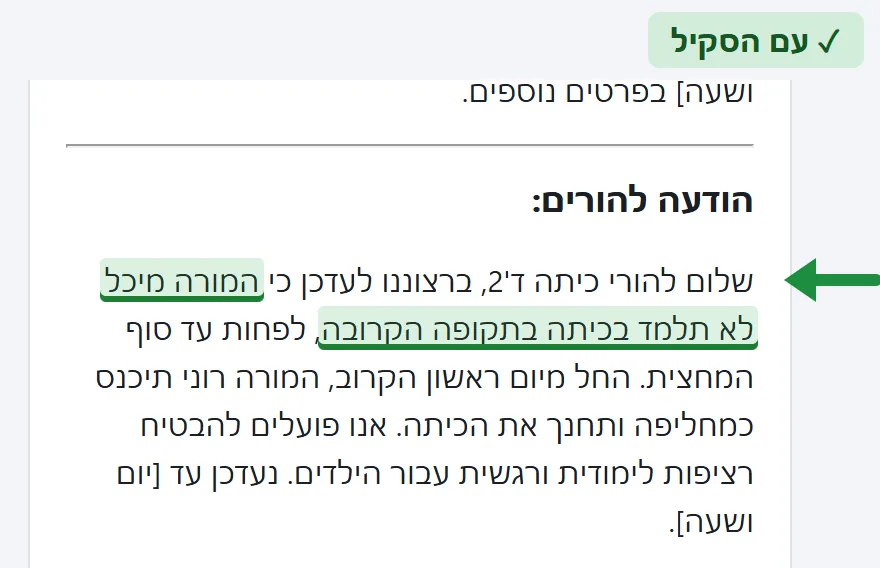 ✓ עם הסקיל
ושעה] בפרטים נוספים.
הודעה להורים:
שלום להורי כיתה ד'2, ברצוננו לעדכן כי המורה מיכל
לא תלמד בכיתה בתקופה הקרובה, לפחות עד סוף
המחצית. החל מיום ראשון הקרוב, המורה רוני תיכנס
כמחליפה ותחנך את הכיתה. אנו פועלים להבטיח
רציפות לימודית ורגשית עבור הילדים. נעדכן עד [יום
ושעה].